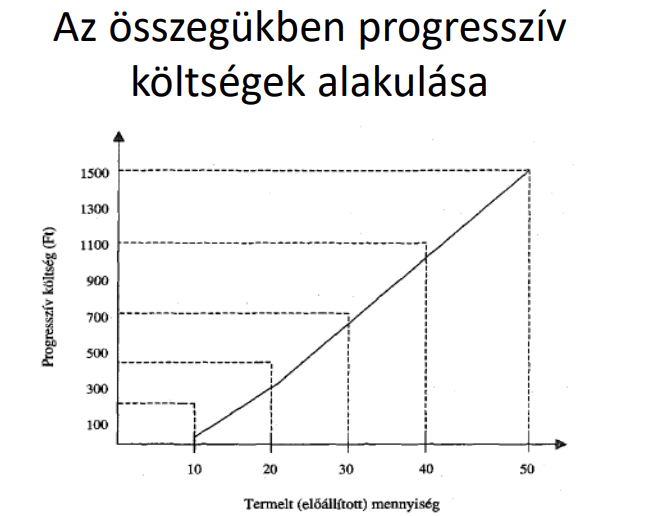 Az összegükben progresszív
költségek alakulása
Progresszív költség (Ft)
1500
1300
1100
900
700
500
300
100
10 20 30 40 50
Termelt (előállított) mennyiség